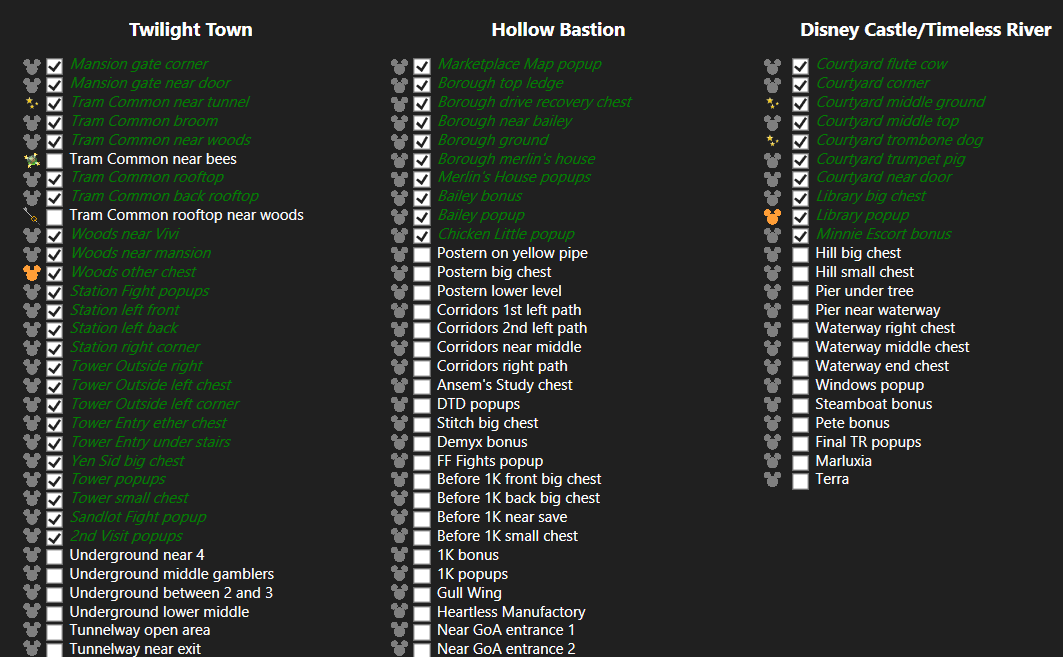 Twilight Town
Mansion gate corner
Mansion gate near door
Tram Common near tunnel
Tram Common broom
Tram Common near woods
Tram Common near bees
Tram Common rooftop
Tram Common back rooftop
Tram Common rooftop near woods
Woods near Vivi
Woods near mansion
Woods other chest
Station Fight popups
Station left front
Station left back
Station right corner
Tower Outside right
Tower Outside left chest
Tower Outside left corner
Tower Entry ether chest
Tower Entry under stairs
Yen Sid big chest
Tower popups
Tower small chest
Sandlot Fight popup
2nd Visit popups
Underground near 4
Underground middle gamblers
Underground between 2 and 3
Underground lower middle
Tunnelway open area
Tunnelway near exit
Hollow Bastion
Marketplace Map popup
Borough top ledge
Borough drive recovery chest
Borough near bailey
Borough ground
Borough merlin's house
Merlin's House popups
Bailey bonus
Bailey popup
Chicken Little popup
Postern on yellow pipe
Postern big chest
Postern lower level
Corridors 1st left path
Corridors 2nd left path
Corridors near middle
Corridors right path
Ansem's Study chest
DTD popups
Stitch big chest
Demyx bonus
FF Fights popup
Before 1K front big chest
Before 1K back big chest
Before 1K near save
Before 1K small chest
1K bonus
1K popups
Gull Wing
Heartless Manufactory
Near GoA entrance 1
Near GoA entrance 2
Disney Castle/Timeless River
Courtyard flute cow
Courtyard corner
Courtyard middle ground
Courtyard middle top
Courtyard trombone dog
Courtyard trumpet pig
Courtyard near door
Library big chest
Library popup
Minnie Escort bonus
Hill big chest
Hill small chest
Pier under tree
Pier near waterway
Waterway right chest
Waterway middle chest
Waterway end chest
Windows popup
Steamboat bonus
Pete bonus
Final TR popups
Marluxia
Terra